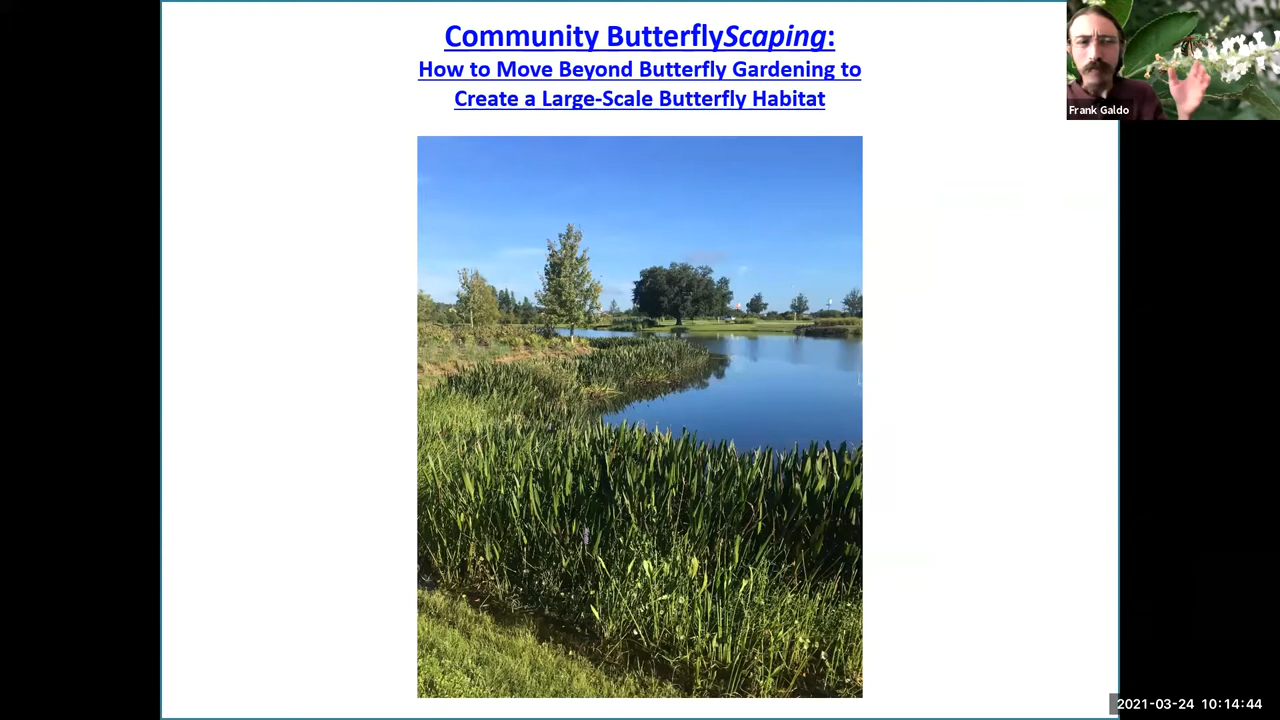 Community ButterflyScaping:
How to Move Beyond Butterfly Gardening to
Create a Large-Scale Butterfly Habitat
Frank Galdo
2021-03-24 10:14:44